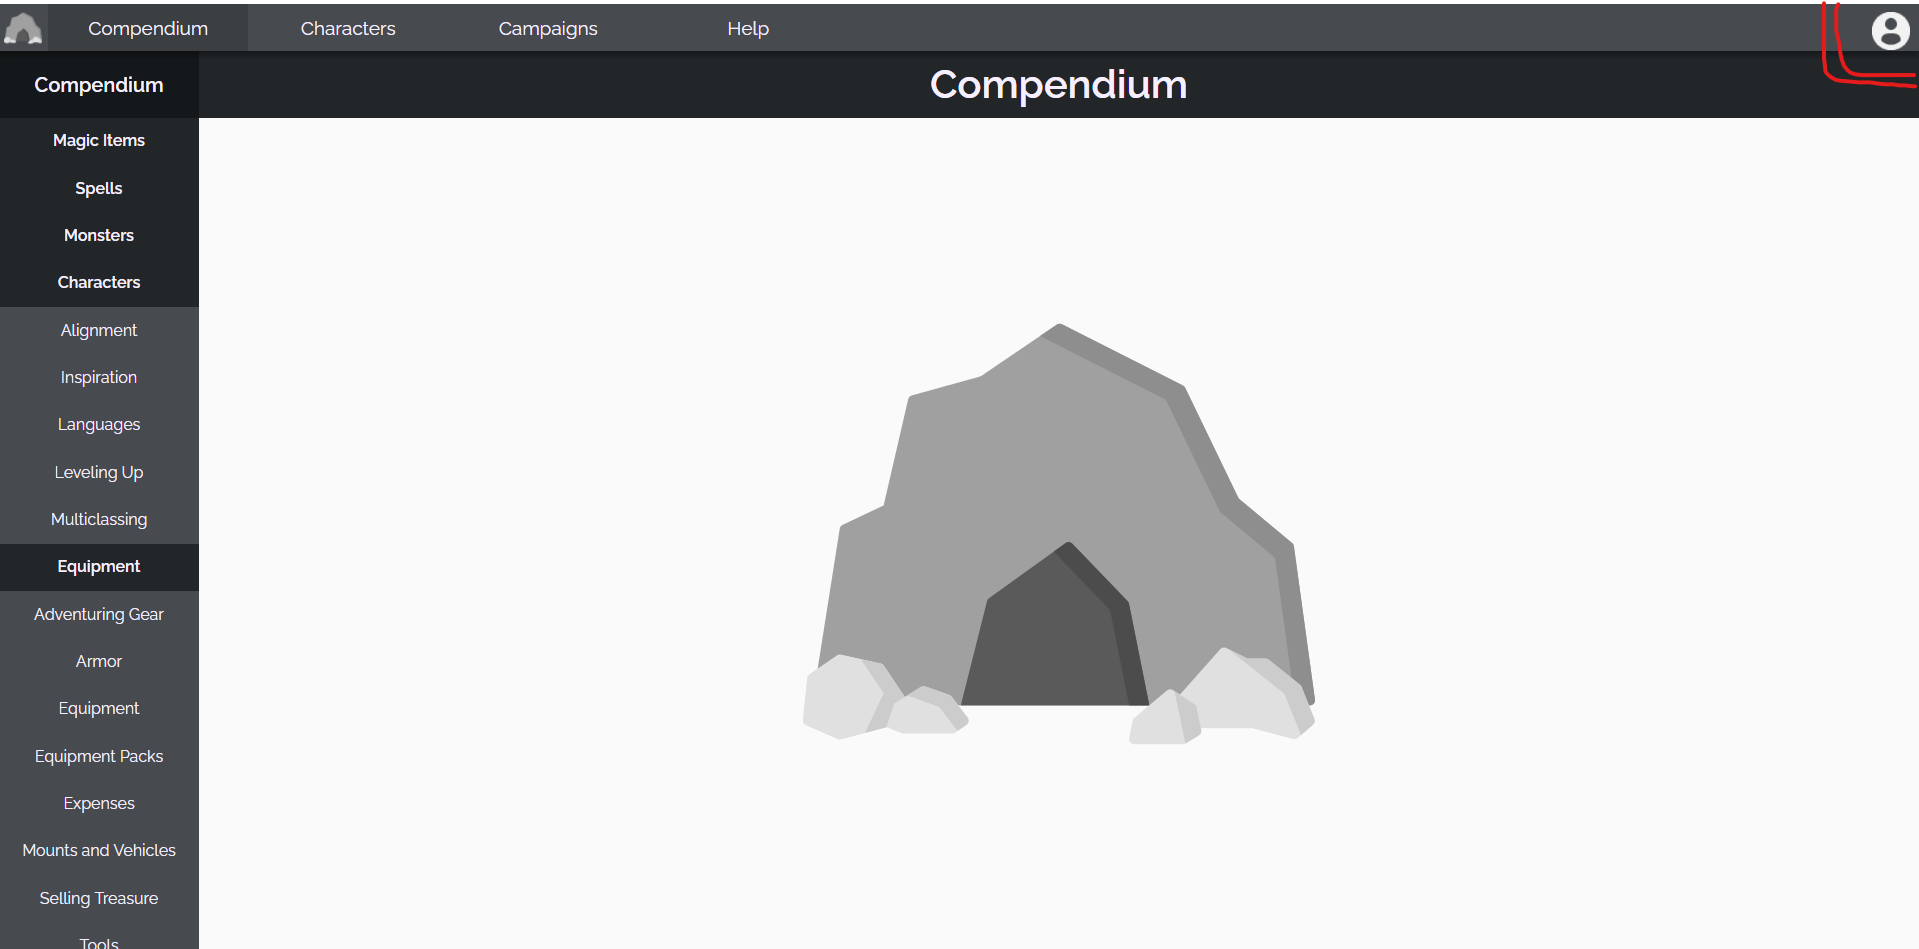 Compendium Characters Campaigns Help
Compendium
Compendium
Magic Items
Spells
Monsters
Characters
Alignment
Inspiration
Languages
Leveling Up
Multiclassing
Equipment
Adventuring Gear
Armor
Equipment
Equipment Packs
Expenses
Mounts and Vehicles
Selling Treasure
Tools